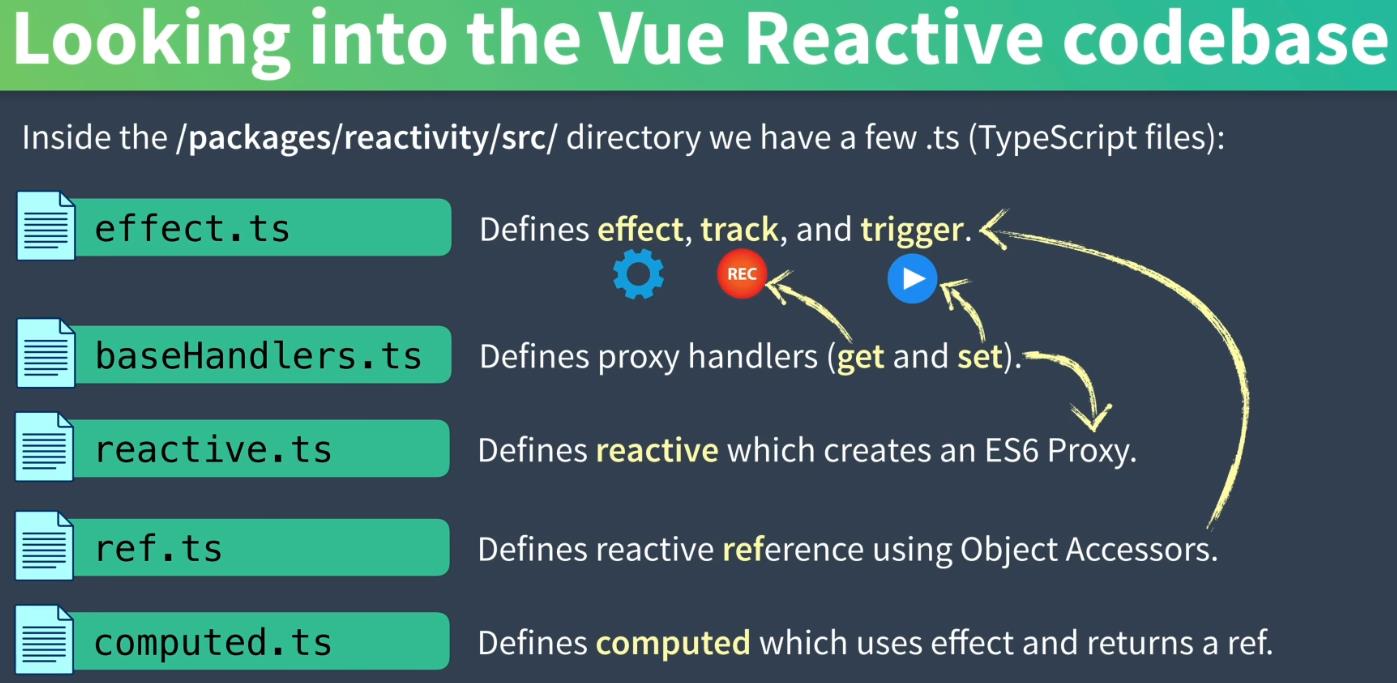 Looking into the Vue Reactive codebase
Inside the /packages/reactivity/src/ directory we have a few .ts (TypeScript files):
effect.ts Defines effect, track, and trigger.
REC
baseHandlers.ts Defines proxy handlers (get and set).
reactive.ts Defines reactive which creates an ES6 Proxy.
ref.ts Defines reactive reference using Object Accessors.
computed.ts Defines computed which uses effect and returns a ref.